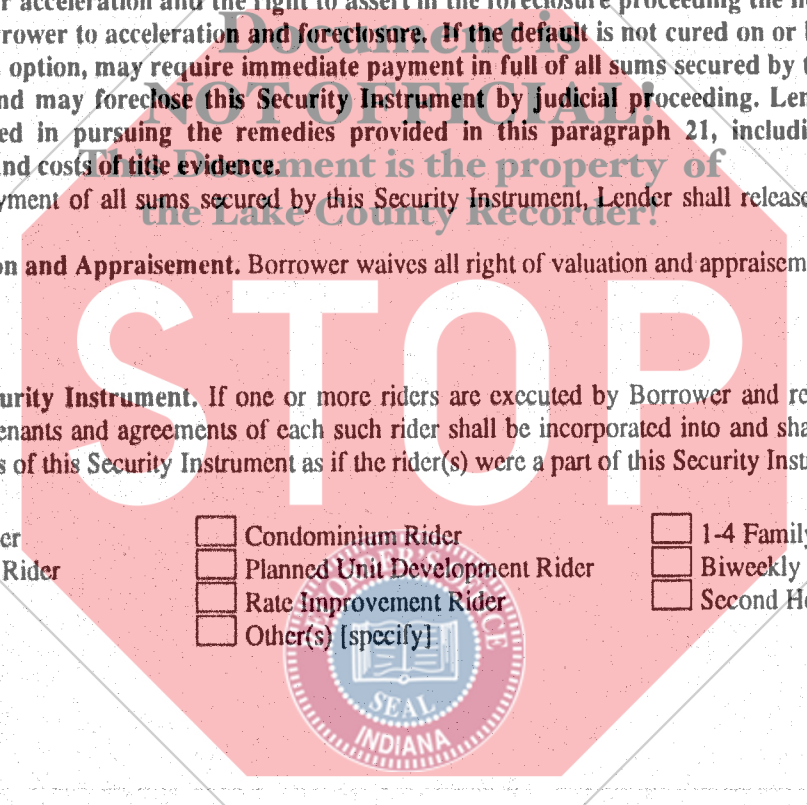 r acceleration and the right to assert in the foreclosure proceeding the
Document is
rrower to acceleration and foreclosure. If the default is not cured on or
option, may require immediate payment in full of all sums secured by
NOT OFFICIAL!
nd may foreclose this Security Instrument by judicial proceeding. Len
ed in pursuing the remedies provided in this paragraph 21, includi
This Document is the property of
nd costs of title evidence.
yment of all sums secured by this Security Instrument, Lender shall release
the Lake County Recorder!
on and Appraisement. Borrower waives all right of valuation and appraisem
STOP
urity Instrument. If one or more riders are executed by Borrower and re
enants and agreements of each such rider shall be incorporated into and sha
s of this Security Instrument as if the rider(s) were a part of this Security Inst
er
Condominium Rider
1-4 Family
Rider
Planned Unit Development Rider
Biweekly
Rate Improvement Rider
Second Ho
Other(s) [specify]
RECORDER'S OFFICE
SEAL
INDIANA